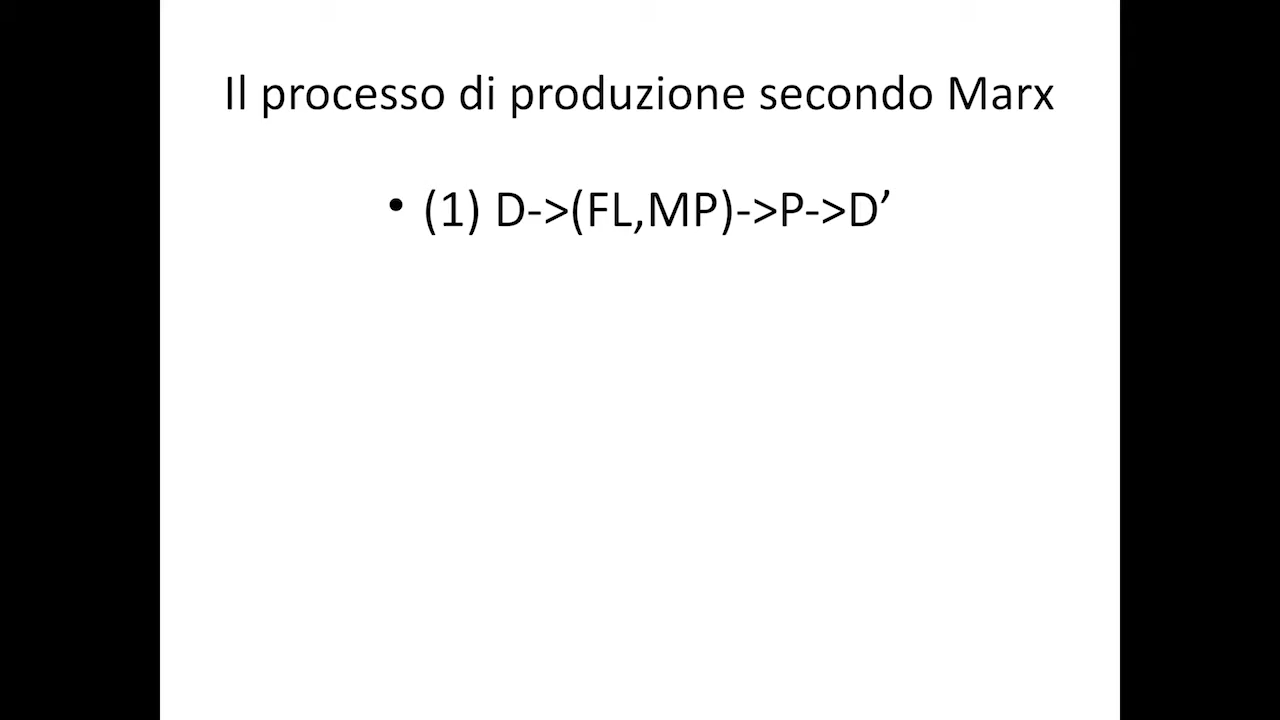 Il processo di produzione secondo Marx
• (1) D->(FL,MP)->P->D’